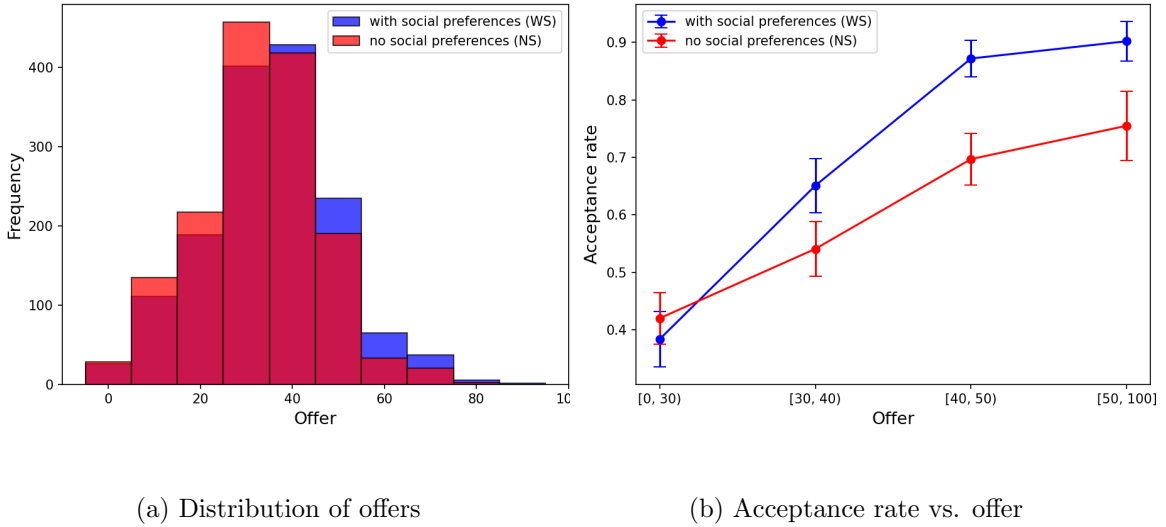 with social preferences (WS)
no social preferences (NS)
400
300
200
100
0
Frequency
0 20 40 60 80 10
Offer
with social preferences (WS)
no social preferences (NS)
0.9
0.8
0.7
0.6
0.5
0.4
Acceptance rate
[0, 30) [30, 40) [40, 50) [50, 100]
Offer
(a) Distribution of offers
(b) Acceptance rate vs. offer